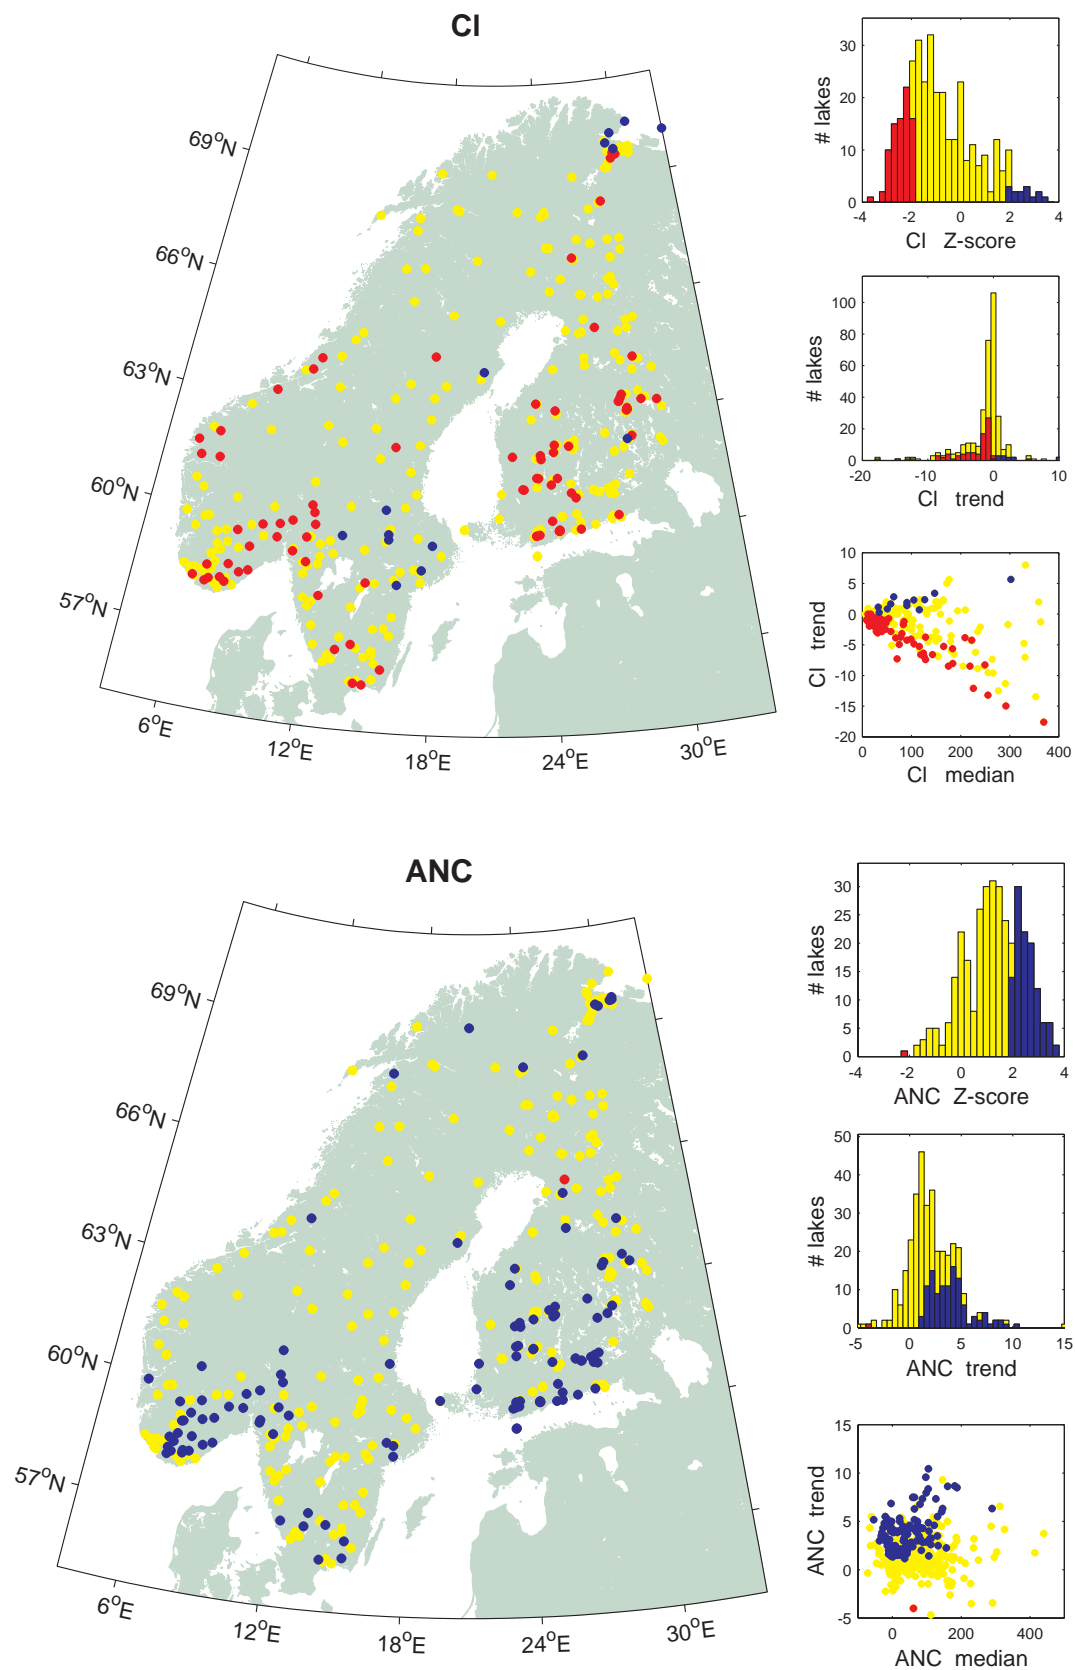 Cl
69°N
66°N
63°N
60°N
57°N
6°E
12°E
18°E
24°E
30°E
# lakes
30
20
10
0
-4
-2
0
2
4
Cl Z-score
# lakes
100
80
60
40
20
0
-20
-10
0
10
Cl trend
Cl trend
10
5
0
-5
-10
-15
-20
0
100
200
300
400
Cl median
ANC
69°N
66°N
63°N
60°N
57°N
6°E
12°E
18°E
24°E
30°E
# lakes
30
25
20
15
10
5
0
-4
-2
0
2
4
ANC Z-score
# lakes
50
40
30
20
10
0
-5
0
5
10
15
ANC trend
ANC trend
15
10
5
0
-5
0
200
400
ANC median